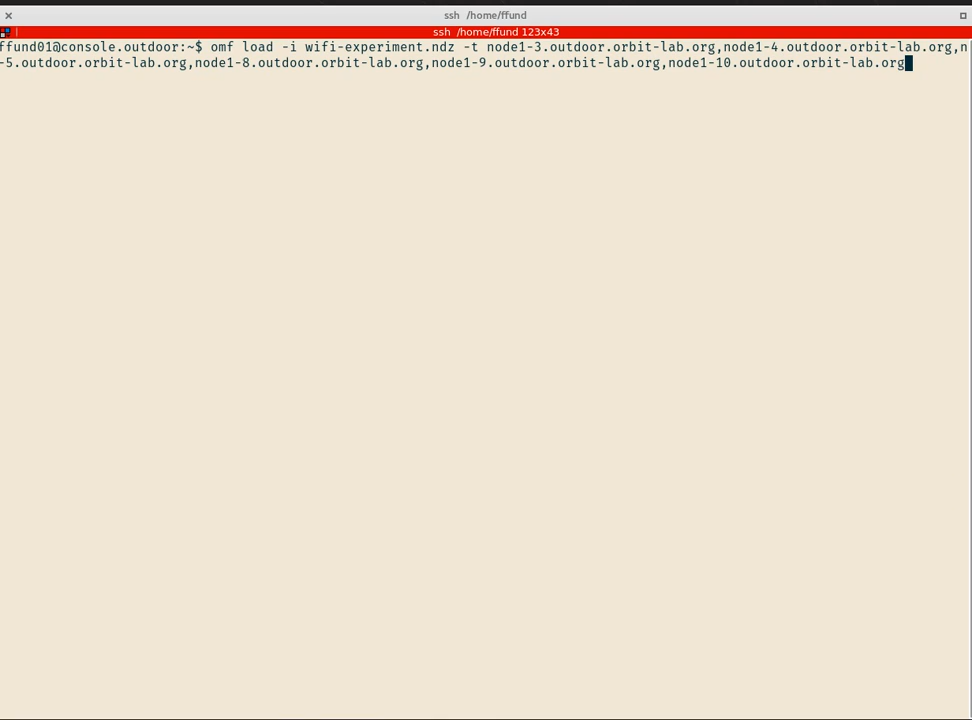 ssh /home/ffund
ssh /home/ffund 123x43
ffund01@console.outdoor:~$ omf load -i wifi-experiment.ndz -t node1-3.outdoor.orbit-lab.org,node1-4.outdoor.orbit-lab.org,n
-5.outdoor.orbit-lab.org,node1-8.outdoor.orbit-lab.org,node1-9.outdoor.orbit-lab.org,node1-10.outdoor.orbit-lab.org